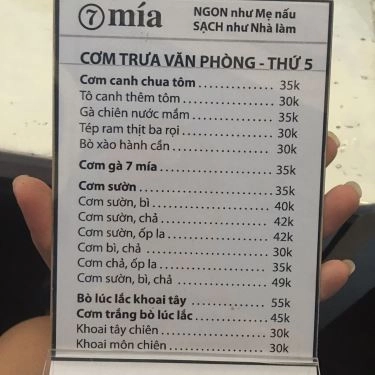 7 mía
NGON như Mẹ nấu
SẠCH như Nhà làm
CƠM TRƯA VĂN PHÒNG - THỨ 5
Cơm canh chua tôm ................ 35k
Tô canh thêm tôm ................ 30k
Gà chiên nước mắm ................ 35k
Tép ram thịt ba rọi ................ 30k
Bò xào hành cần ................ 30k
Cơm gà 7 mía ................ 35k
Cơm sườn ................ 35k
Cơm sườn, bì ................ 40k
Cơm sườn, chả ................ 42k
Cơm sườn, ốp la ................ 42k
Cơm bì, chả ................ 30k
Cơm chả, ốp la ................ 35k
Cơm sườn, bì, chả ................ 49k
Bò lúc lắc khoai tây ................ 55k
Cơm trắng bò lúc lắc ................ 45k
Khoai tây chiên ................ 30k
Khoai môn chiên ................ 30k